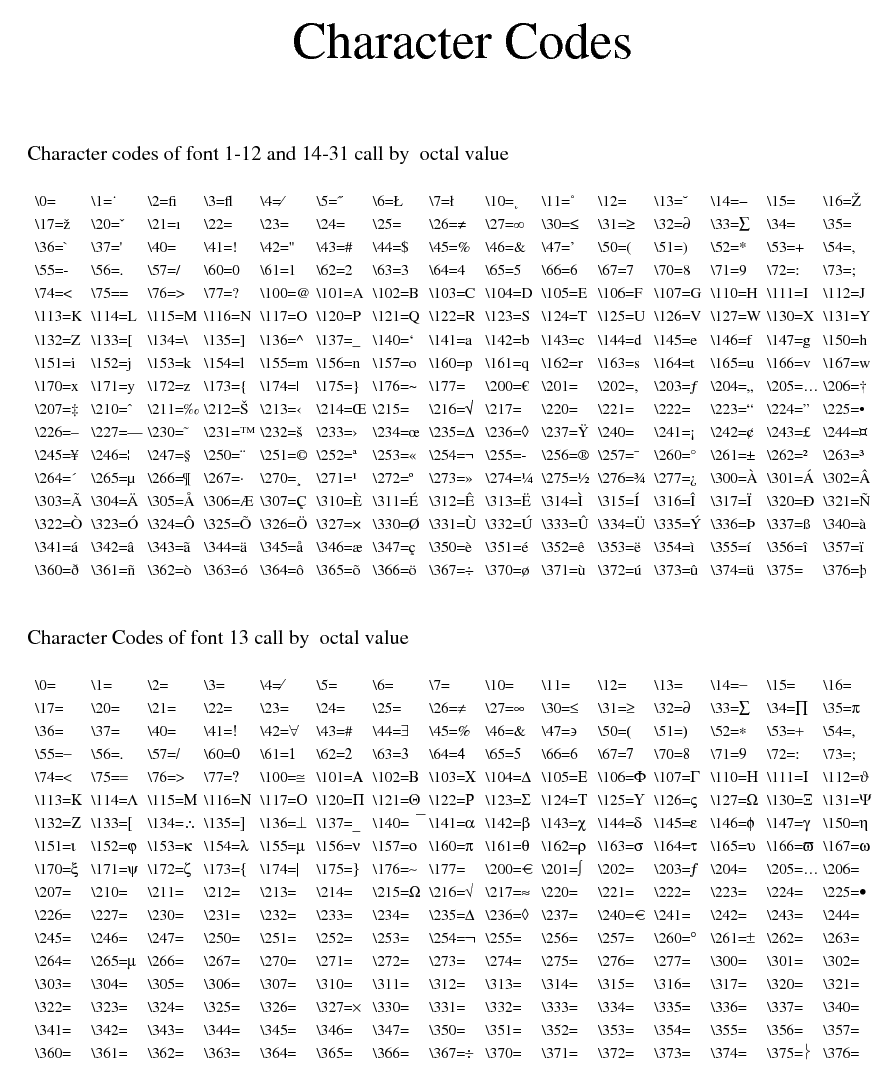 Character Codes
Character codes of font 1-12 and 14-31 call by octal value
\0= \1=˙ \2=fi \3=fl \4=⁄ \5=˝ \6=Ł \7=ł \10=˛ \11=˚ \12= \13=˘ \14=− \15= \16=Ž
\17=ž \20=ˇ \21=ı \22= \23= \24= \25= \26=≠ \27=∞ \30=≤ \31=≥ \32=∂ \33=∑ \34= \35=
\36=` \37=' \40= \41=! \42=" \43=# \44=$ \45=% \46=& \47=’ \50=( \51=) \52=* \53=+ \54=,
\55=- \56=. \57=/ \60=0 \61=1 \62=2 \63=3 \64=4 \65=5 \66=6 \67=7 \70=8 \71=9 \72=: \73=;
\74=< \75== \76=> \77=? \100=@ \101=A \102=B \103=C \104=D \105=E \106=F \107=G \110=H \111=I \112=J
\113=K \114=L \115=M \116=N \117=O \120=P \121=Q \122=R \123=S \124=T \125=U \126=V \127=W \130=X \131=Y
\132=Z \133=[ \134=\ \135=] \136=^ \137=_ \140=‘ \141=a \142=b \143=c \144=d \145=e \146=f \147=g \150=h
\151=i \152=j \153=k \154=l \155=m \156=n \157=o \160=p \161=q \162=r \163=s \164=t \165=u \166=v \167=w
\170=x \171=y \172=z \173={ \174=| \175=} \176=~ \177= \200=€ \201= \202=‚ \203=ƒ \204=„ \205=… \206=†
\207=‡ \210=ˆ \211=‰ \212=Š \213=‹ \214=Œ \215= \216=√ \217= \220= \221= \222= \223=“ \224=” \225=•
\226=– \227=— \230=˜ \231=™ \232=š \233=› \234=œ \235=∆ \236=◊ \237=Ÿ \240= \241=¡ \242=¢ \243=£ \244=¤
\245=¥ \246=¦ \247=§ \250=¨ \251=© \252=ª \253=« \254=¬ \255=- \256=® \257=¯ \260=° \261=± \262=² \263=³
\264=´ \265=µ \266=¶ \267=· \270=¸ \271=¹ \272=º \273=» \274=¼ \275=½ \276=¾ \277=¿ \300=À \301=Á \302=Â
\303=Ã \304=Ä \305=Å \306=Æ \307=Ç \310=È \311=É \312=Ê \313=Ë \314=Ì \315=Í \316=Î \317=Ï \320=Ð \321=Ñ
\322=Ò \323=Ó \324=Ô \325=Õ \326=Ö \327=× \330=Ø \331=Ù \332=Ú \333=Û \334=Ü \335=Ý \336=Þ \337=ß \340=à
\341=á \342=â \343=ã \344=ä \345=å \346=æ \347=ç \350=è \351=é \352=ê \353=ë \354=ì \355=í \356=î \357=ï
\360=ð \361=ñ \362=ò \363=ó \364=ô \365=õ \366=ö \367=÷ \370=ø \371=ù \372=ú \373=û \374=ü \375= \376=þ
Character Codes of font 13 call by octal value
\0= \1= \2= \3= \4=⁄ \5= \6= \7= \10= \11= \12= \13= \14=− \15= \16=
\17= \20= \21= \22= \23= \24= \25= \26=≠ \27=∞ \30=≤ \31=≥ \32=∂ \33=∑ \34=∏ \35=π
\36= \37= \40= \41=! \42=∀ \43=# \44=∃ \45=% \46=& \47=∋ \50=( \51=) \52=∗ \53=+ \54=,
\55=− \56=. \57=/ \60=0 \61=1 \62=2 \63=3 \64=4 \65=5 \66=6 \67=7 \70=8 \71=9 \72=: \73=;
\74=< \75== \76=> \77=? \100=≅ \101=Α \102=Β \103=Χ \104=Δ \105=Ε \106=Φ \107=Γ \110=Η \111=Ι \112=ϑ
\113=Κ \114=Λ \115=Μ \116=Ν \117=Ο \120=Π \121=Θ \122=Ρ \123=Σ \124=Τ \125=Υ \126=ς \127=Ω \130=Ξ \131=Ψ
\132=Ζ \133=[ \134=∴ \135=] \136=⊥ \137=_ \140=‾ \141=α \142=β \143=χ \144=δ \145=ε \146=ϕ \147=γ \150=η
\151=ι \152=φ \153=κ \154=λ \155=µ \156=ν \157=ο \160=π \161=θ \162=ρ \163=σ \164=τ \165=υ \166=ϖ \167=ω
\170=ξ \171=ψ \172=ζ \173={ \174=| \175=} \176=~ \177= \200=€ \201=∫ \202= \203=ƒ \204= \205=… \206=
\207= \210= \211= \212= \213= \214= \215=Ω \216=√ \217=≈ \220= \221= \222= \223= \224= \225=•
\226= \227= \230= \231= \232= \233= \234= \235=∆ \236=◊ \237= \240=€ \241= \242= \243= \244=
\245= \246= \247= \250= \251= \252= \253= \254=¬ \255= \256= \257= \260=° \261=± \262= \263=
\264= \265=µ \266= \267= \270= \271= \272= \273= \274= \275= \276= \277= \300= \301= \302=
\303= \304= \305= \306= \307= \310= \311= \312= \313= \314= \315= \316= \317= \320= \321=
\322= \323= \324= \325= \326= \327=× \330= \331= \332= \333= \334= \335= \336= \337= \340=
\341= \342= \343= \344= \345= \346= \347= \350= \351= \352= \353= \354= \355= \356= \357=
\360= \361= \362= \363= \364= \365= \366= \367=÷ \370= \371= \372= \373= \374= \375=⎬ \376=